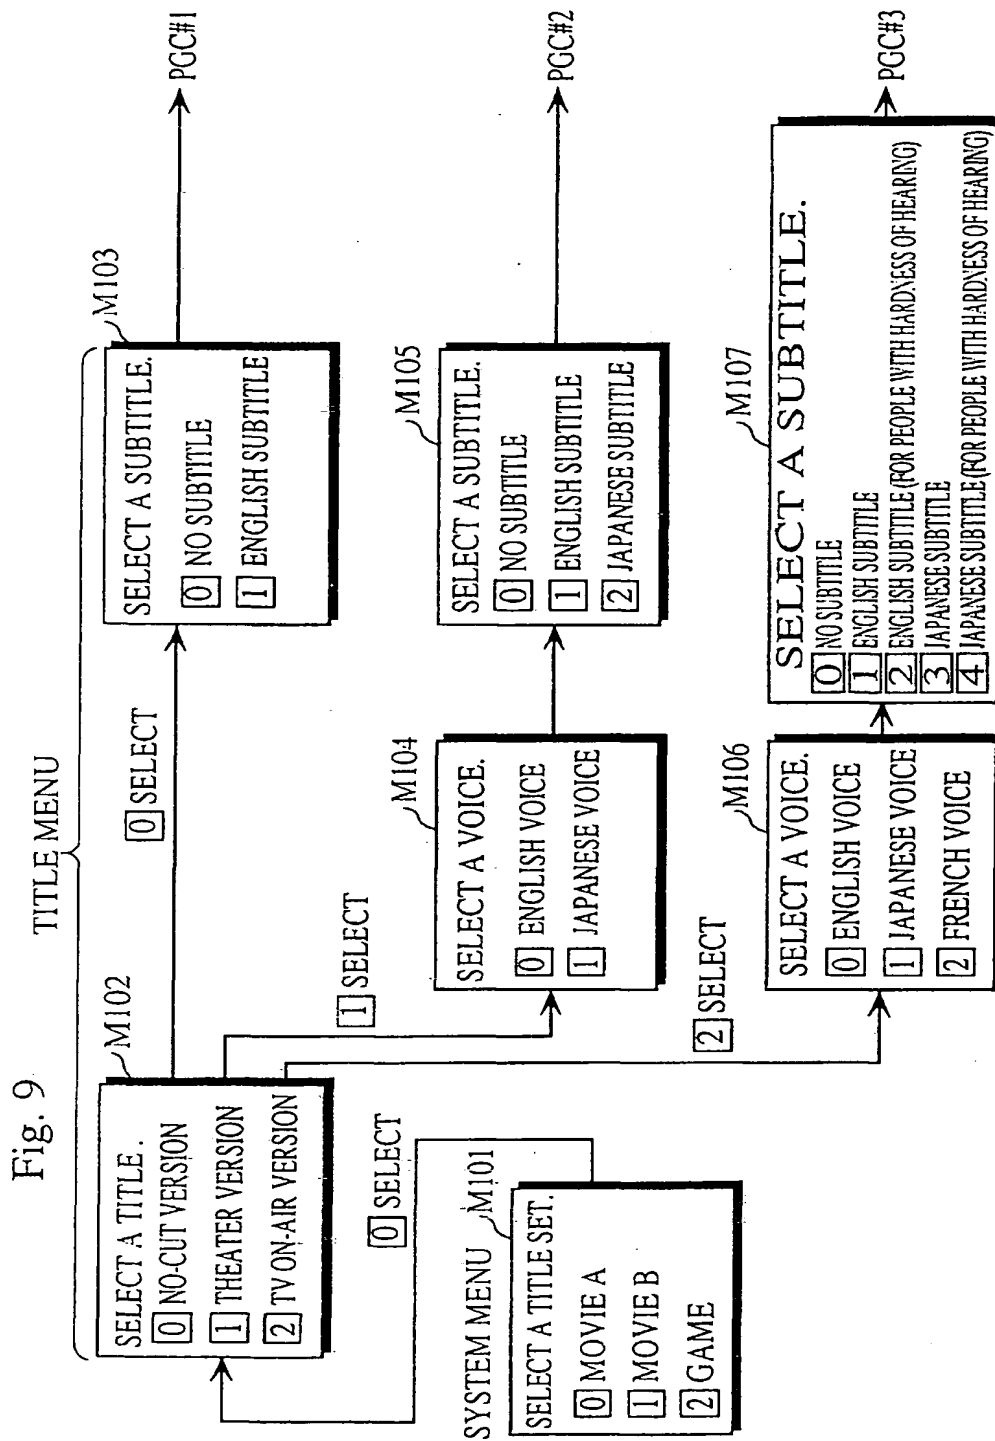 Fig. 9
TITLE MENU
M102
SELECT A TITLE.
0 NO-CUT VERSION
1 THEATER VERSION
2 TV ON-AIR VERSION
0 SELECT
M103
SELECT A SUBTITLE.
0 NO SUBTITLE
1 ENGLISH SUBTITLE
PGC#1
1 SELECT
M104
SELECT A VOICE.
0 ENGLISH VOICE
1 JAPANESE VOICE
M105
SELECT A SUBTITLE.
0 NO SUBTITLE
1 ENGLISH SUBTITLE
2 JAPANESE SUBTITLE
PGC#2
0 SELECT
SYSTEM MENU
M101
SELECT A TITLE SET.
0 MOVIE A
1 MOVIE B
2 GAME
2 SELECT
M106
SELECT A VOICE.
0 ENGLISH VOICE
1 JAPANESE VOICE
2 FRENCH VOICE
M107
SELECT A SUBTITLE.
0 NO SUBTITLE
1 ENGLISH SUBTITLE
2 ENGLISH SUBTITLE (FOR PEOPLE WITH HARDNESS OF HEARING)
3 JAPANESE SUBTITLE
4 JAPANESE SUBTITLE (FOR PEOPLE WITH HARDNESS OF HEARING)
PGC#3